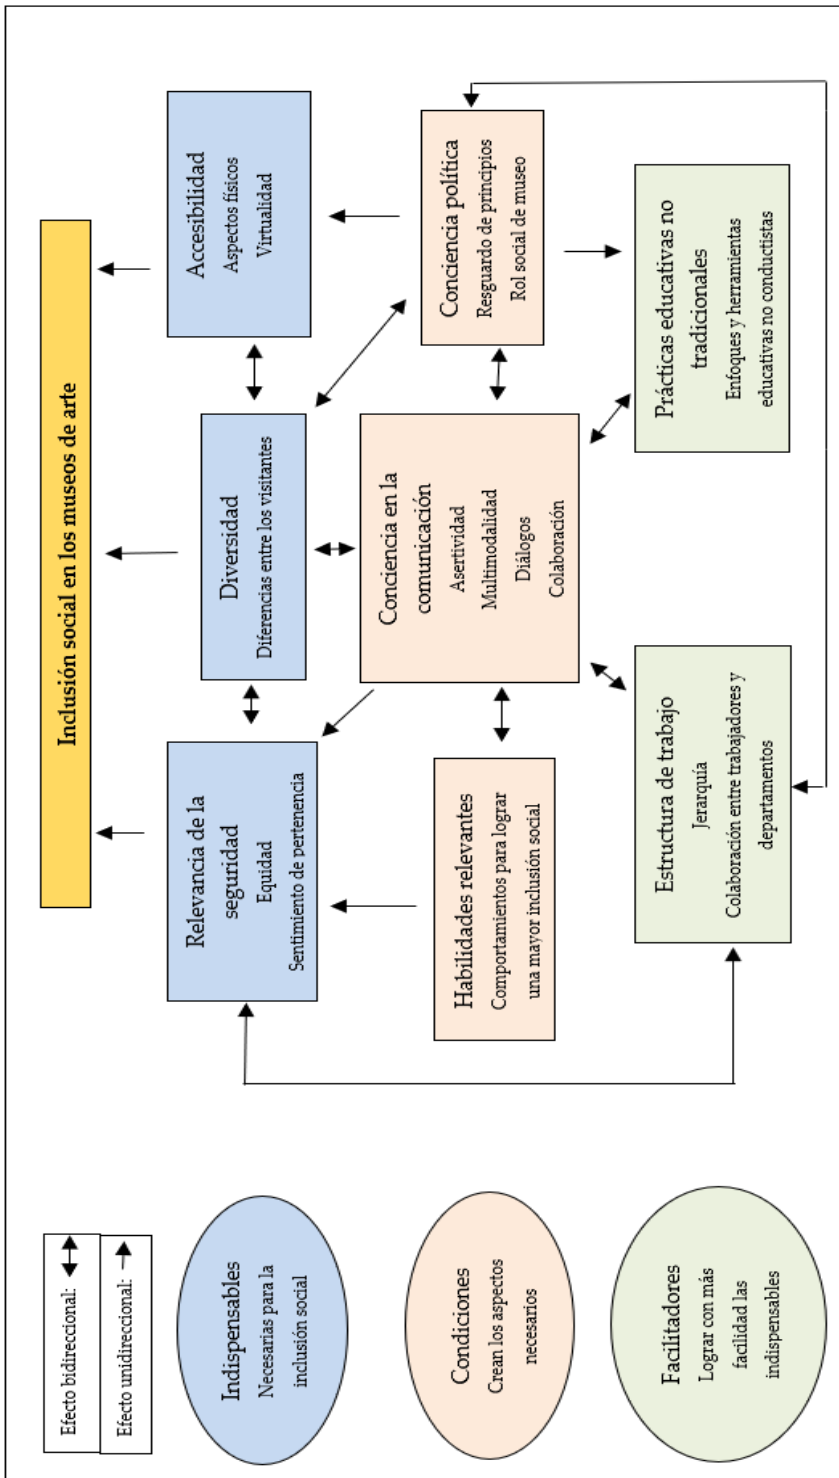 Inclusión social en los museos de arte
Efecto bidireccional:
Efecto unidireccional:
Indispensables
Necesarias para la
inclusión social
Relevancia de la
seguridad
Equidad
Sentimiento de pertenencia
Diversidad
Diferencias entre los visitantes
Accesibilidad
Aspectos físicos
Virtualidad
Condiciones
Crean los aspectos
necesarios
Habilidades relevantes
Comportamientos para lograr
una mayor inclusión social
Conciencia en la
comunicación
Asertividad
Multimodalidad
Diálogos
Colaboración
Conciencia política
Resguardo de principios
Rol social de museo
Facilitadores
Lograr con más
facilidad las
indispensables
Estructura de trabajo
Jerarquía
Colaboración entre trabajadores y
departamentos
Prácticas educativas no
tradicionales
Enfoques y herramientas
educativas no conductistas